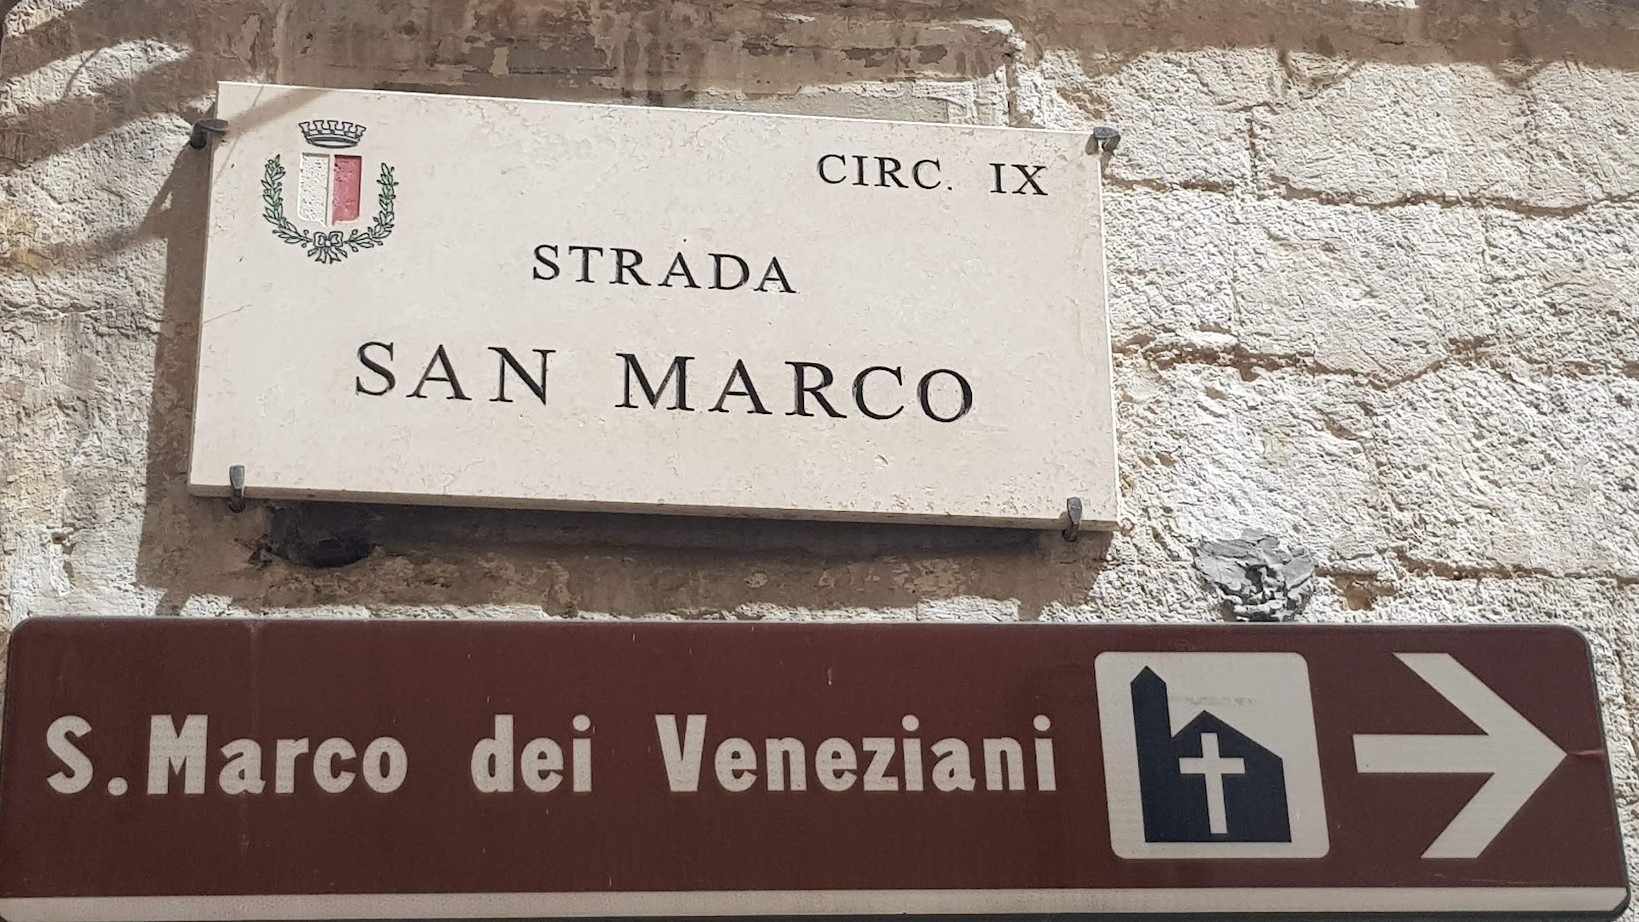 CIRC. IX
STRADA
SAN MARCO
S. Marco dei Veneziani